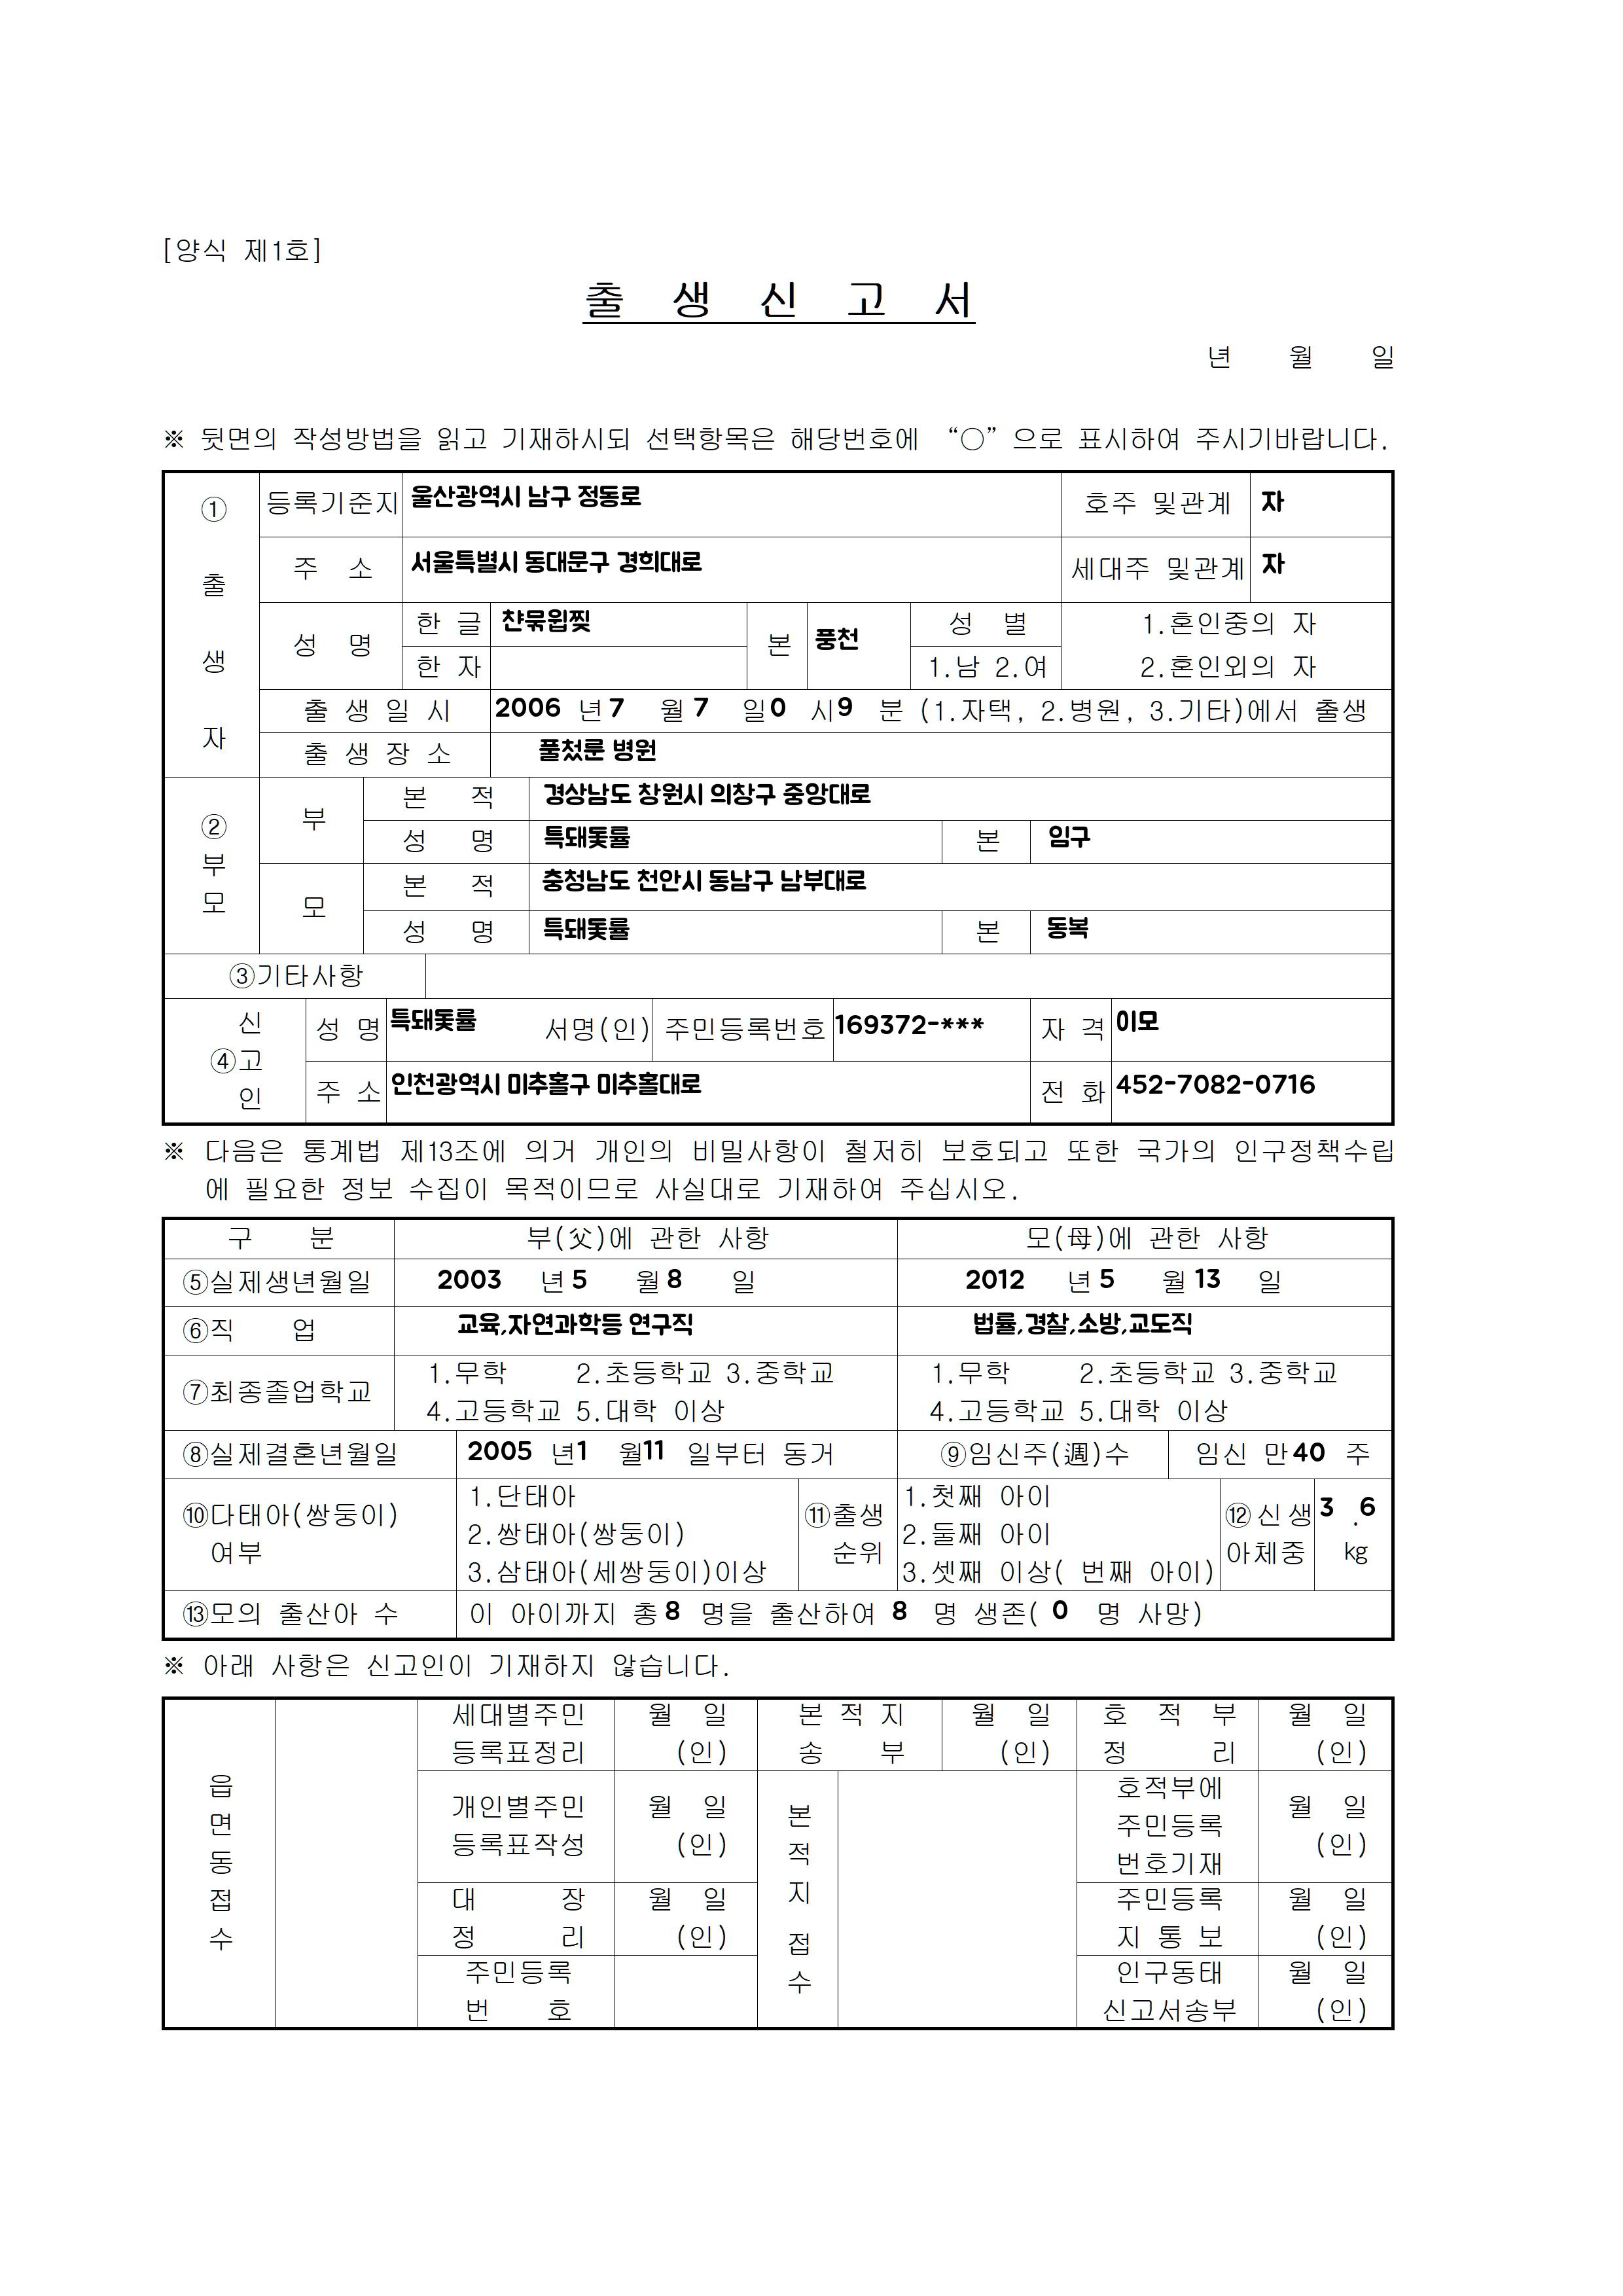 [양식 제1호]
출 생 신 고 서
년 월 일
※ 뒷면의 작성방법을 읽고 기재하시되 선택항목은 해당번호에 “○”으로 표시하여 주시기바랍니다.
① 출 생 자
등록기준지 울산광역시 남구 정동로 호주 및관계 자
주 소 서울특별시 동대문구 경희대로 세대주 및관계 자
성 명 한 글 챤묶윕찢 본 풍천 성 별 1.혼인중의 자
한 자 1.남 2.여 2.혼인외의 자
출 생 일 시 2006 년 7 월 7 일 0 시 9 분 (1.자택, 2.병원, 3.기타)에서 출생
출 생 장 소 풀첬룬 병원
② 부 모
부 본 적 경상남도 창원시 의창구 중앙대로
성 명 특돼돛률 본 임구
모 본 적 충청남도 천안시 동남구 남부대로
성 명 특돼돛률 본 동복
③기타사항
④ 신 고 인
성 명 특돼돛률 서명(인) 주민등록번호 169372-*** 자 격 이모
주 소 인천광역시 미추홀구 미추홀대로 전 화 452-7082-0716
※ 다음은 통계법 제13조에 의거 개인의 비밀사항이 철저히 보호되고 또한 국가의 인구정책수립
에 필요한 정보 수집이 목적이므로 사실대로 기재하여 주십시오.
구 분 부(父)에 관한 사항 모(母)에 관한 사항
⑤실제생년월일 2003 년 5 월 8 일 2012 년 5 월 13 일
⑥직 업 교육,자연과학등 연구직 법률,경찰,소방,교도직
⑦최종졸업학교 1.무학 2.초등학교 3.중학교 1.무학 2.초등학교 3.중학교
4.고등학교 5.대학 이상 4.고등학교 5.대학 이상
⑧실제결혼년월일 2005 년 1 월 11 일부터 동거 ⑨임신주(週)수 임신 만 40 주
⑩다태아(쌍둥이) 여부
1.단태아
2.쌍태아(쌍둥이)
3.삼태아(세쌍둥이)이상
⑪출생 순위
1.첫째 아이
2.둘째 아이
3.셋째 이상( 번째 아이)
⑫신생 아체중 3 .6 kg
⑬모의 출산아 수 이 아이까지 총 8 명을 출산하여 8 명 생존( 0 명 사망)
※ 아래 사항은 신고인이 기재하지 않습니다.
읍 면 동 접 수
세대별주민 등록표정리 월 일 (인) 본 적 지 송 부 월 일 (인) 호 적 부 정 리 월 일 (인)
개인별주민 등록표작성 월 일 (인) 본 적 지 접 수 호적부에 주민등록 번호기재 월 일 (인)
대 장 정 리 월 일 (인) 주민등록 지 통 보 월 일 (인)
주민등록 번 호 인구동태 신고서송부 월 일 (인)